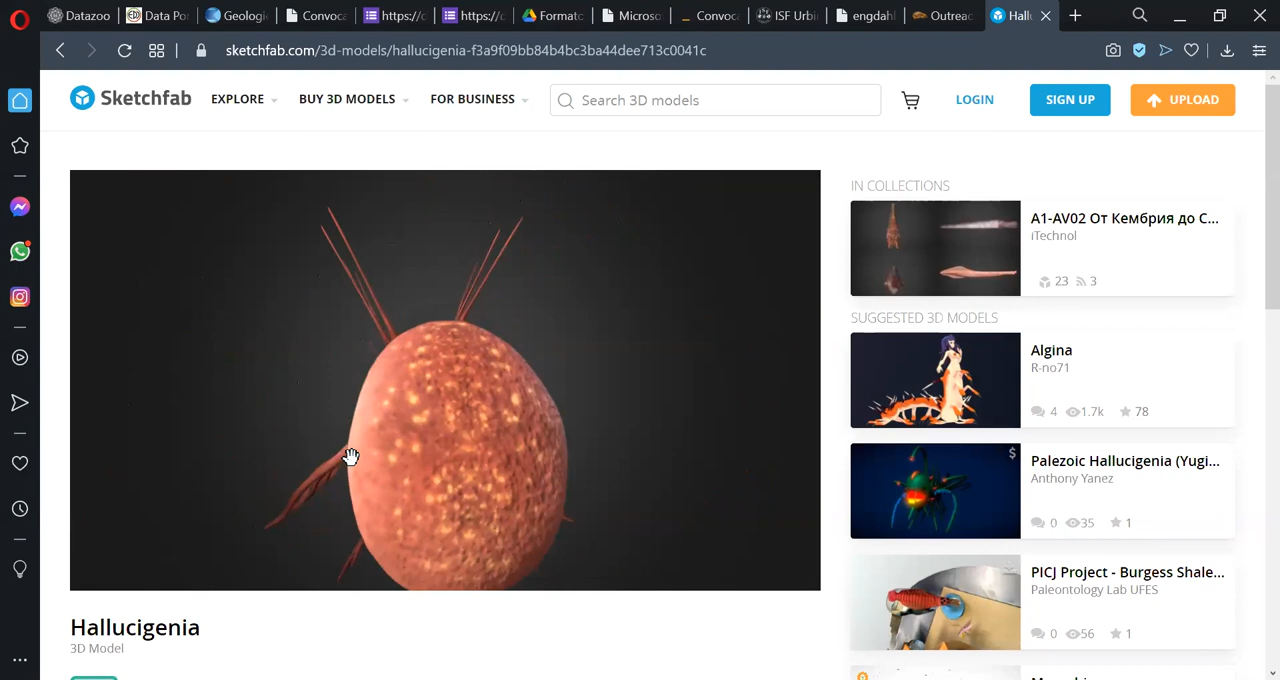 Datazoo
Data Por
Geologi
Convoca
https://c
https://c
Formato
Microso
Convoca
ISF Urbi
engdahl
Outreac
Hallu
sketchfab.com/3d-models/hallucigenia-f3a9f09bb84b4bc3ba44dee713c0041c
Sketchfab
EXPLORE
BUY 3D MODELS
FOR BUSINESS
Search 3D models
LOGIN
SIGN UP
UPLOAD
IN COLLECTIONS
A1-AV02 От Кембрия до С...
iTechnol
23 3
SUGGESTED 3D MODELS
Algina
R-no71
4 1.7k 78
$
Palezoic Hallucigenia (Yugi...
Anthony Yanez
0 35 1
PICJ Project - Burgess Shale...
Paleontology Lab UFES
0 56 1
Hallucigenia
3D Model